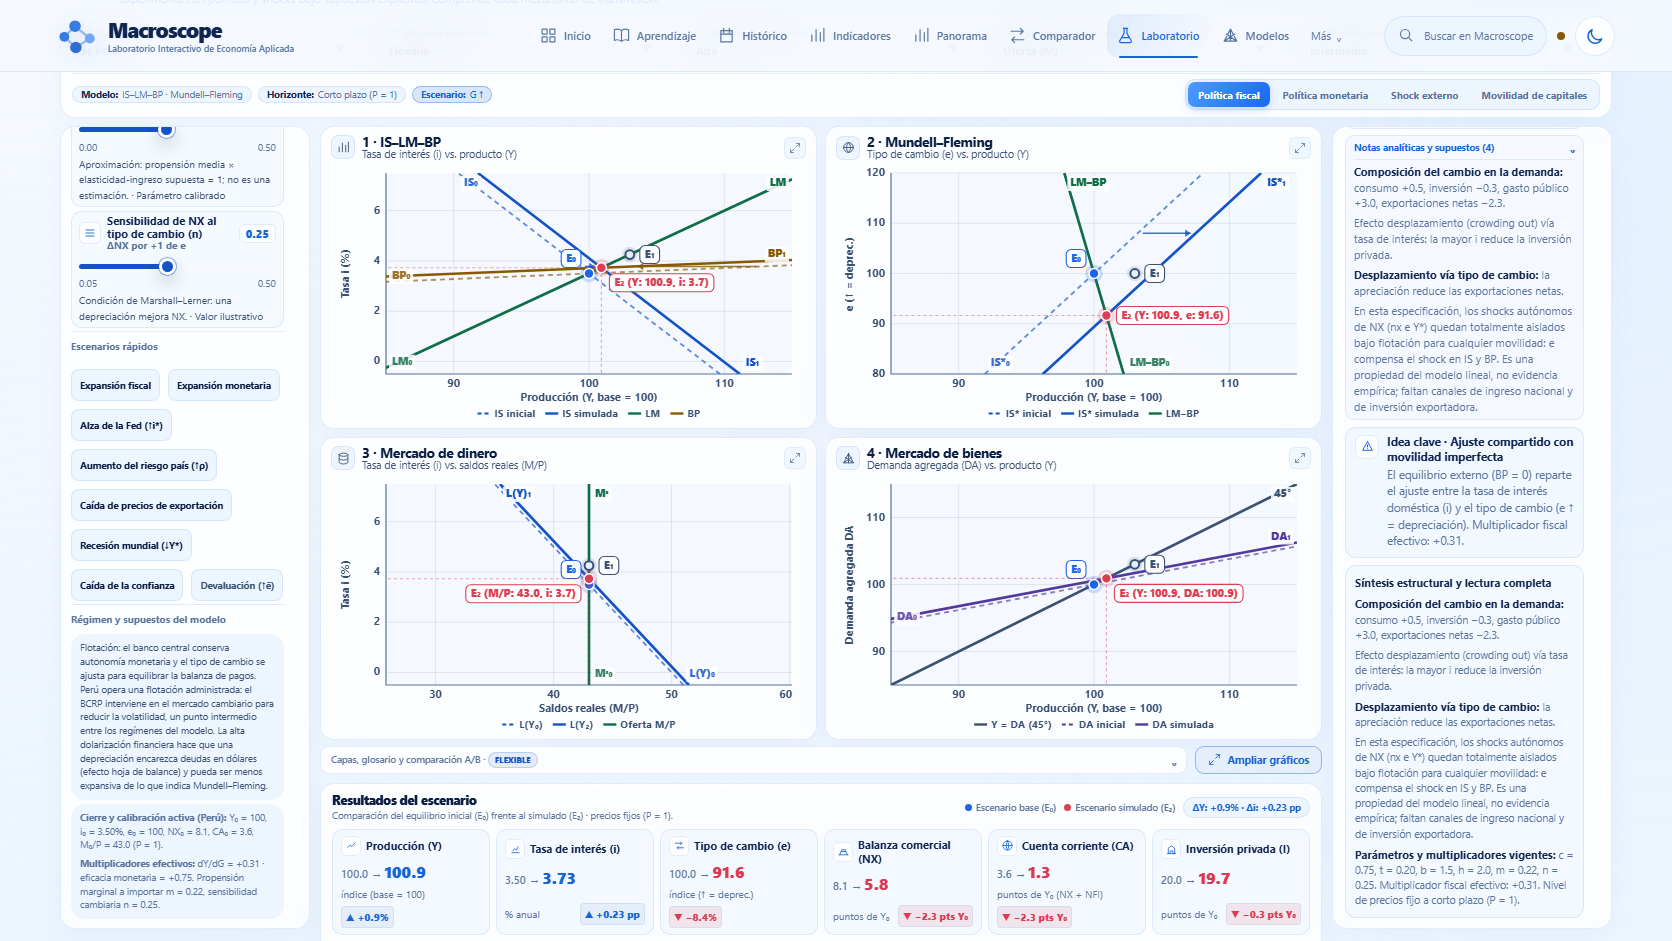 Macroscope
Laboratorio Interactivo de Economía Aplicada
Inicio
Aprendizaje
Histórico
Indicadores
Panorama
Comparador
Laboratorio
Modelos
Más
Buscar en Macroscope
Modelo: IS–LM–BP · Mundell–Fleming
Horizonte: Corto plazo (P = 1)
Escenario: G↑
Política fiscal
Política monetaria
Shock externo
Movilidad de capitales
0.00
0.50
Aproximación: propensión media ×
elasticidad-ingreso supuesta = 1; no es una
estimación. · Parámetro calibrado
Sensibilidad de NX al
tipo de cambio (n)
ΔNX por +1 de e
0.25
0.05
0.50
Condición de Marshall–Lerner: una
depreciación mejora NX. · Valor ilustrativo
Escenarios rápidos
Expansión fiscal
Expansión monetaria
Alza de la Fed (↑i*)
Aumento del riesgo país (↑ρ)
Caída de precios de exportación
Recesión mundial (↓Y*)
Caída de la confianza
Devaluación (↑ē)
Régimen y supuestos del modelo
Flotación: el banco central conserva
autonomía monetaria y el tipo de cambio se
ajusta para equilibrar la balanza de pagos.
Perú opera una flotación administrada: el
BCRP interviene en el mercado cambiario para
reducir la volatilidad, un punto intermedio
entre los regímenes del modelo. La alta
dolarización financiera hace que una
depreciación encarezca deudas en dólares
(efecto hoja de balance) y pueda ser menos
expansiva de lo que indica Mundell–Fleming.
Cierre y calibración activa (Perú): Y₀ = 100,
i₀ = 3.50%, e₀ = 100, NX₀ = 8.1, CA₀ = 3.6,
M₀/P = 43.0 (P = 1).
Multiplicadores efectivos: dY/dG = +0.31 ·
eficacia monetaria = +0.75. Propensión
marginal a importar m = 0.22, sensibilidad
cambiaria n = 0.25.
1 · IS–LM–BP
Tasa de interés (i) vs. producto (Y)
Tasa i (%)
6
4
2
0
90
100
110
IS₀
LM
BP₁
BP₀
E₀
E₁
E₂ (Y: 100.9, i: 3.7)
LM₀
IS₁
Producción (Y, base = 100)
IS inicial
IS simulada
LM
BP
2 · Mundell–Fleming
Tipo de cambio (e) vs. producto (Y)
e (↑ = deprec.)
120
110
100
90
80
90
100
110
LM–BP
IS*₁
E₀
E₁
E₂ (Y: 100.9, e: 91.6)
IS*₀
LM–BP₀
Producción (Y, base = 100)
IS* inicial
IS* simulada
LM–BP
3 · Mercado de dinero
Tasa de interés (i) vs. saldos reales (M/P)
Tasa i (%)
6
4
2
0
30
40
50
60
L(Y)₁
E₀
E₁
E₂ (M/P: 43.0, i: 3.7)
L(Y)₀
Saldos reales (M/P)
L(Y₀)
L(Y₂)
Oferta M/P
4 · Mercado de bienes
Demanda agregada (DA) vs. producto (Y)
Demanda agregada DA
110
100
90
90
100
110
45°
DA₁
E₀
E₁
E₂ (Y: 100.9, DA: 100.9)
DA₀
Producción (Y, base = 100)
Y = DA (45°)
DA inicial
DA simulada
Capas, glosario y comparación A/B · FLEXIBLE
Ampliar gráficos
Resultados del escenario
Comparación del equilibrio inicial (E₀) frente al simulado (E₂) · precios fijos (P = 1).
Escenario base (E₀)
Escenario simulado (E₂)
ΔY: +0.9% · Δi: +0.23 pp
Producción (Y)
100.0 → 100.9
índice (base = 100)
▲ +0.9%
Tasa de interés (i)
3.50 → 3.73
% anual
▲ +0.23 pp
Tipo de cambio (e)
100.0 → 91.6
índice (↑ = deprec.)
▼ −8.4%
Balanza comercial
(NX)
8.1 → 5.8
puntos de Y₀
▼ −2.3 pts Y₀
Cuenta corriente (CA)
3.6 → 1.3
puntos de Y₀ (NX + NFI)
▼ −2.3 pts Y₀
Inversión privada (I)
20.0 → 19.7
puntos de Y₀
▼ −0.3 pts Y₀
Notas analíticas y supuestos (4)
Composición del cambio en la demanda:
consumo +0.5, inversión −0.3, gasto público
+3.0, exportaciones netas −2.3.
Efecto desplazamiento (crowding out) vía
tasa de interés: la mayor i reduce la inversión
privada.
Desplazamiento vía tipo de cambio: la
apreciación reduce las exportaciones netas.
En esta especificación, los shocks autónomos
de NX (nx e Y*) quedan totalmente aislados
bajo flotación para cualquier movilidad: e
compensa el shock en IS y BP. Es una
propiedad del modelo lineal, no evidencia
empírica; faltan canales de ingreso nacional y
de inversión exportadora.
Idea clave · Ajuste compartido con
movilidad imperfecta
El equilibrio externo (BP = 0) reparte
el ajuste entre la tasa de interés
doméstica (i) y el tipo de cambio (e ↑
= depreciación). Multiplicador fiscal
efectivo: +0.31.
Síntesis estructural y lectura completa
Composición del cambio en la demanda:
consumo +0.5, inversión −0.3, gasto público
+3.0, exportaciones netas −2.3.
Efecto desplazamiento (crowding out) vía tasa
de interés: la mayor i reduce la inversión
privada.
Desplazamiento vía tipo de cambio: la
apreciación reduce las exportaciones netas.
En esta especificación, los shocks autónomos
de NX (nx e Y*) quedan totalmente aislados
bajo flotación para cualquier movilidad: e
compensa el shock en IS y BP. Es una
propiedad del modelo lineal, no evidencia
empírica; faltan canales de ingreso nacional y
de inversión exportadora.
Parámetros y multiplicadores vigentes: c =
0.75, t = 0.20, b = 1.5, h = 2.0, m = 0.22, n =
0.25. Multiplicador fiscal efectivo: +0.31. Nivel
de precios fijo a corto plazo (P = 1).